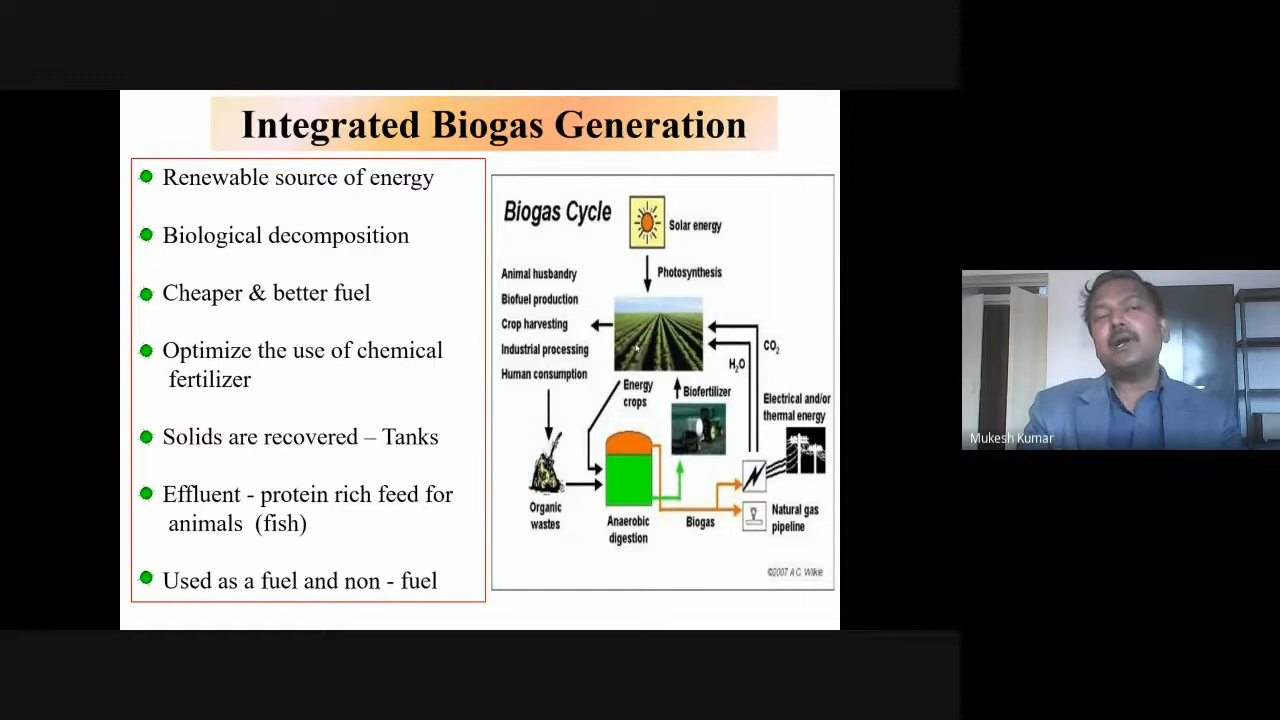 Integrated Biogas Generation
Renewable source of energy
Biological decomposition
Cheaper & better fuel
Optimize the use of chemical
fertilizer
Solids are recovered – Tanks
Effluent - protein rich feed for
animals (fish)
Used as a fuel and non - fuel
Biogas Cycle
Solar energy
Photosynthesis
Animal husbandry
Biofuel production
Crop harvesting
Industrial processing
Human consumption
CO2
H2O
Energy
crops
Biofertilizer
Electrical and/or
thermal energy
Organic
wastes
Anaerobic
digestion
Biogas
Natural gas
pipeline
©2007 A.C. Wilkie
Mukesh Kumar